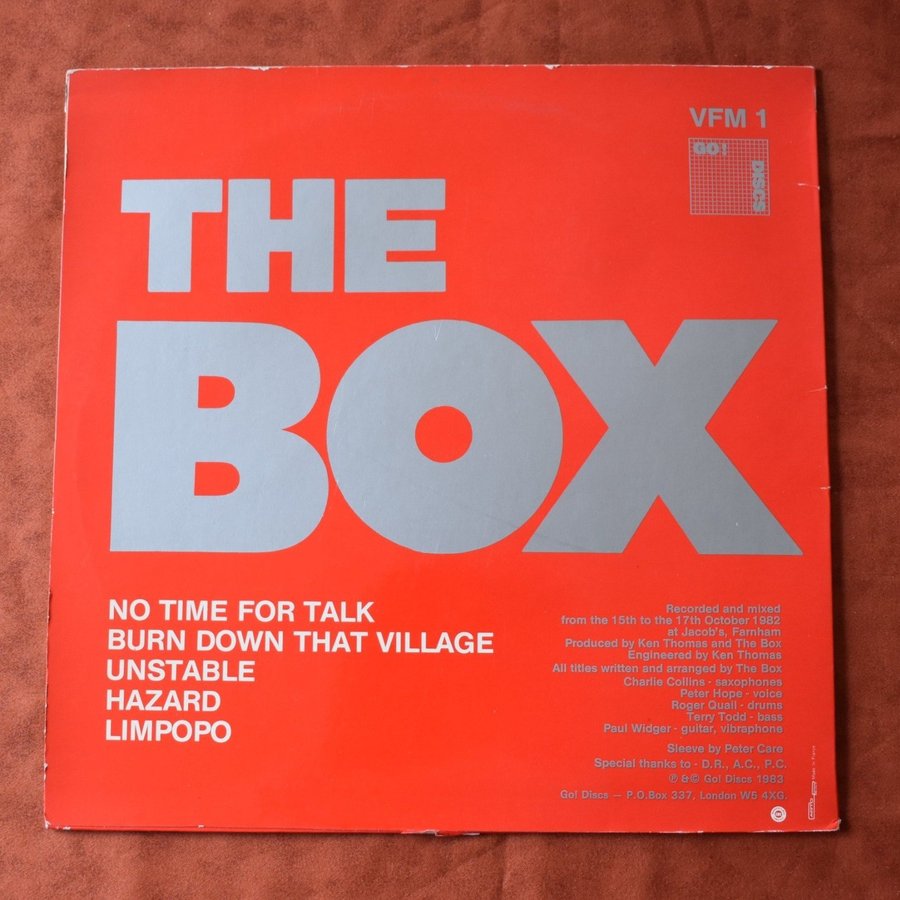 VFM 1
GO!
DISCS
THE
BOX
NO TIME FOR TALK
BURN DOWN THAT VILLAGE
UNSTABLE
HAZARD
LIMPOPO
Recorded and mixed
from the 15th to the 17th October 1982
at Jacob's, Farnham
Produced by Ken Thomas and The Box
Engineered by Ken Thomas
All titles written and arranged by The Box
Charlie Collins - saxophones
Peter Hope - voice
Roger Quail - drums
Terry Todd - bass
Paul Widger - guitar, vibraphone
Sleeve by Peter Care
Special thanks to - D.R., A.C., P.C.
℗ & © Go! Discs 1983
Go! Discs — P.O.Box 337, London W5 4XG.
Made in France